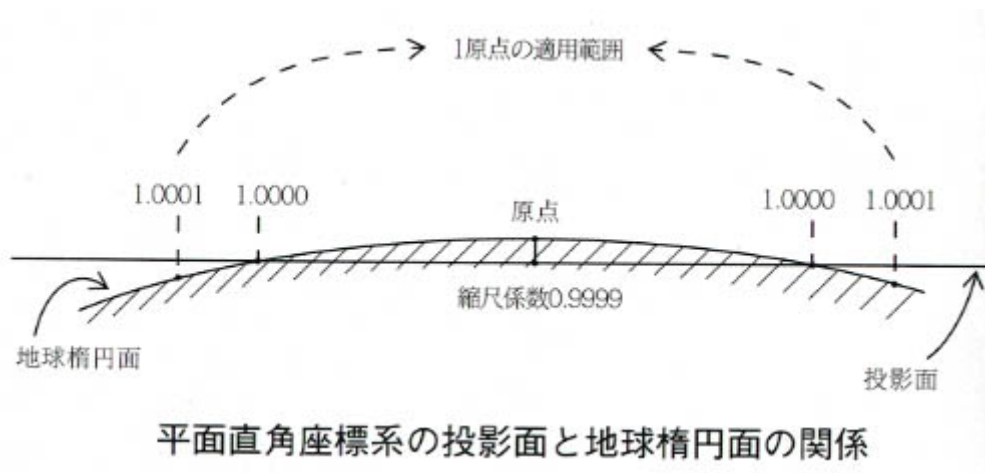 1原点の適用範囲
1.0001
1.0000
原点
1.0000
1.0001
縮尺係数0.9999
地球楕円面
投影面
平面直角座標系の投影面と地球楕円面の関係